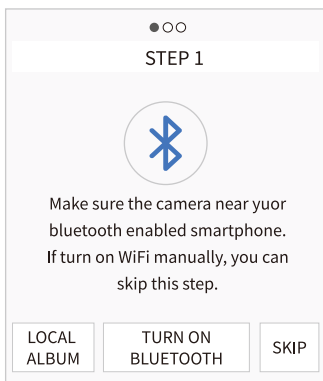 STEP 1
Make sure the camera near yuor
bluetooth enabled smartphone.
If turn on WiFi manually, you can
skip this step.
LOCAL
ALBUM
TURN ON
BLUETOOTH
SKIP